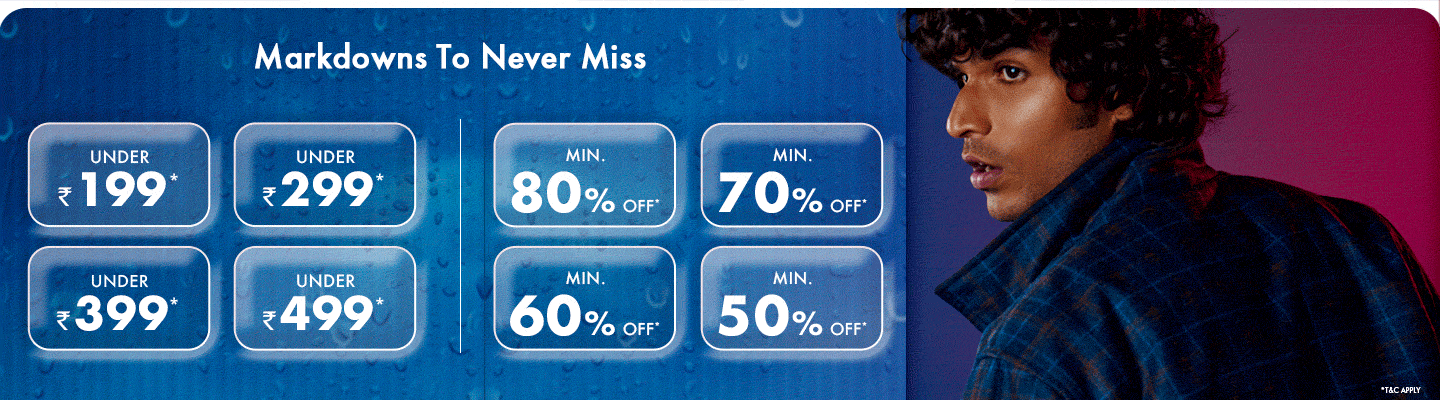 Markdowns To Never Miss
UNDER
₹199*
UNDER
₹299*
UNDER
₹399*
UNDER
₹499*
MIN.
80% OFF*
MIN.
70% OFF*
MIN.
60% OFF*
MIN.
50% OFF*
*T&C APPLY